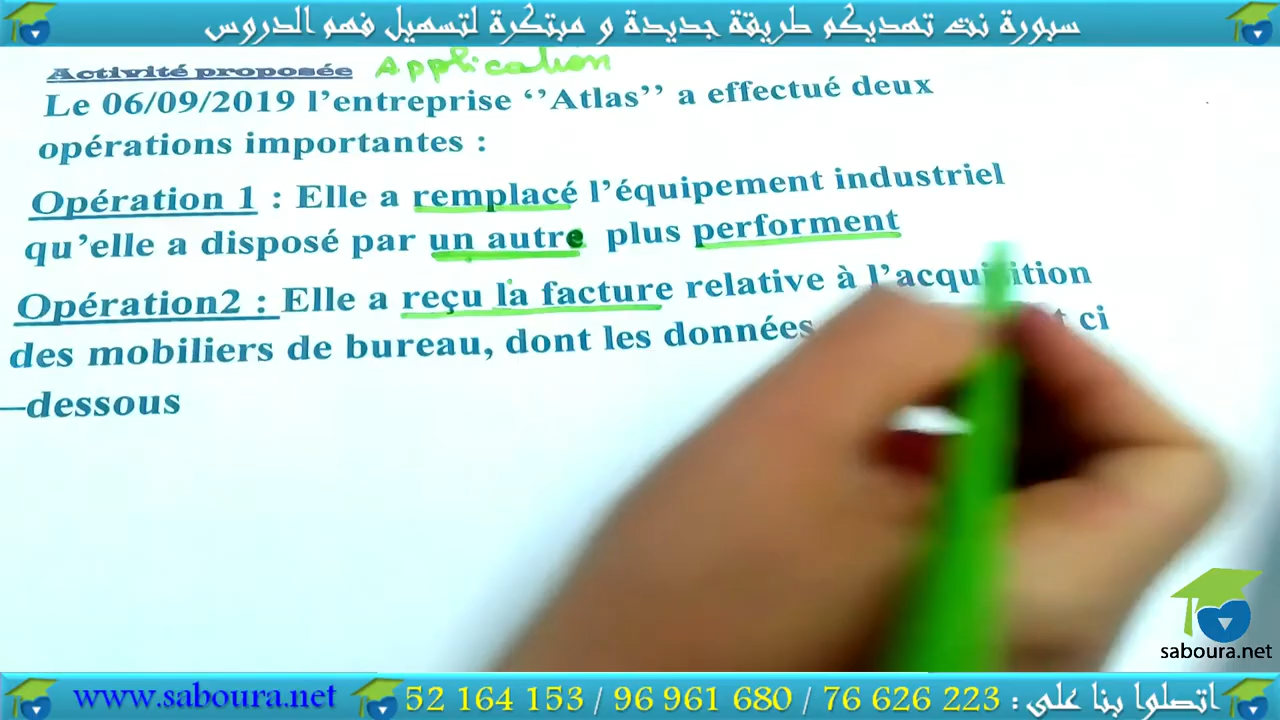 سبورة نت تهديكم طريقة جديدة و مبتكرة لتسهيل فهم الدروس
Activité proposée Application
Le 06/09/2019 l’entreprise ‘’Atlas’’ a effectué deux
opérations importantes :
Opération 1 : Elle a remplacé l’équipement industriel
qu’elle a disposé par un autre plus performent
Opération2 : Elle a reçu la facture relative à l’acquisition
des mobiliers de bureau, dont les données ci
–dessous
saboura.net
www.saboura.net 52 164 153 / 96 961 680 / 76 626 223 : اتصلوا بنا على